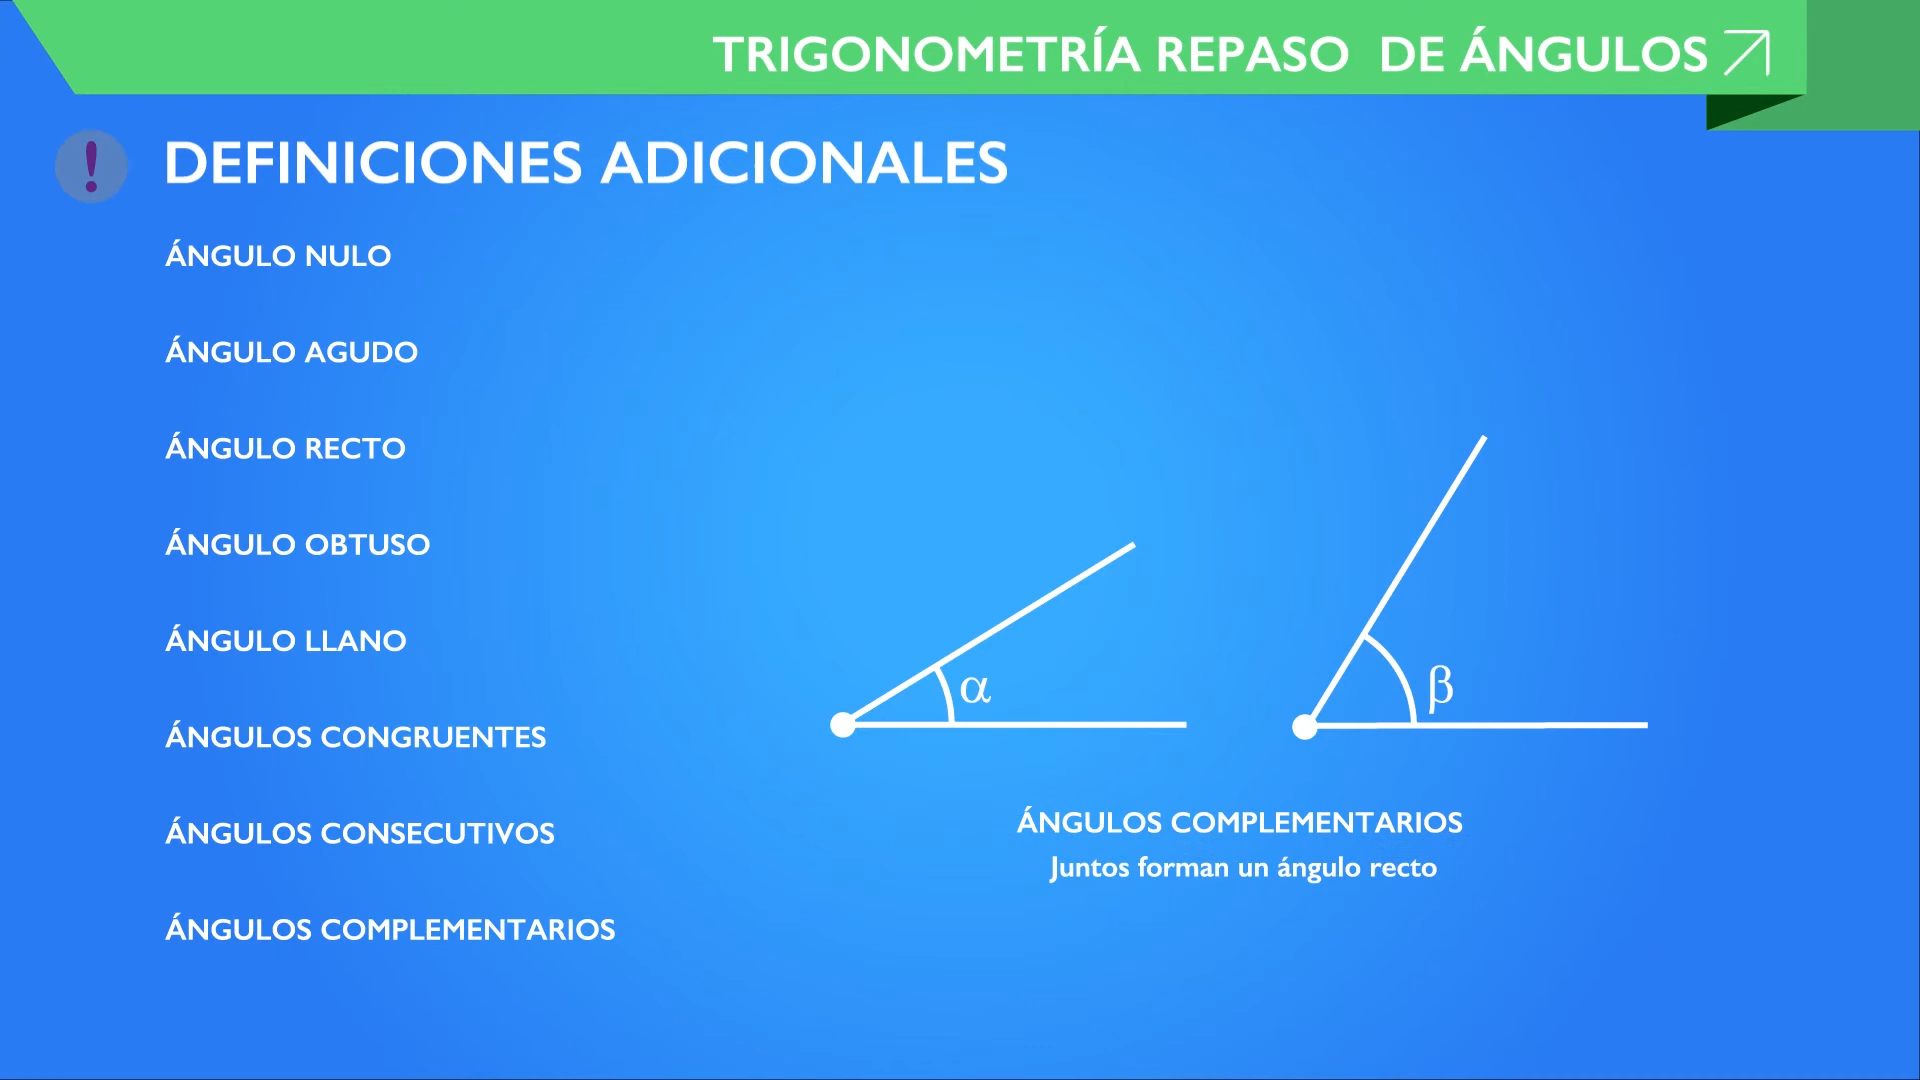 TRIGONOMETRÍA REPASO DE ÁNGULOS
!
DEFINICIONES ADICIONALES
ÁNGULO NULO
ÁNGULO AGUDO
ÁNGULO RECTO
ÁNGULO OBTUSO
ÁNGULO LLANO
ÁNGULOS CONGRUENTES
ÁNGULOS CONSECUTIVOS
ÁNGULOS COMPLEMENTARIOS
α
β
ÁNGULOS COMPLEMENTARIOS
Juntos forman un ángulo recto